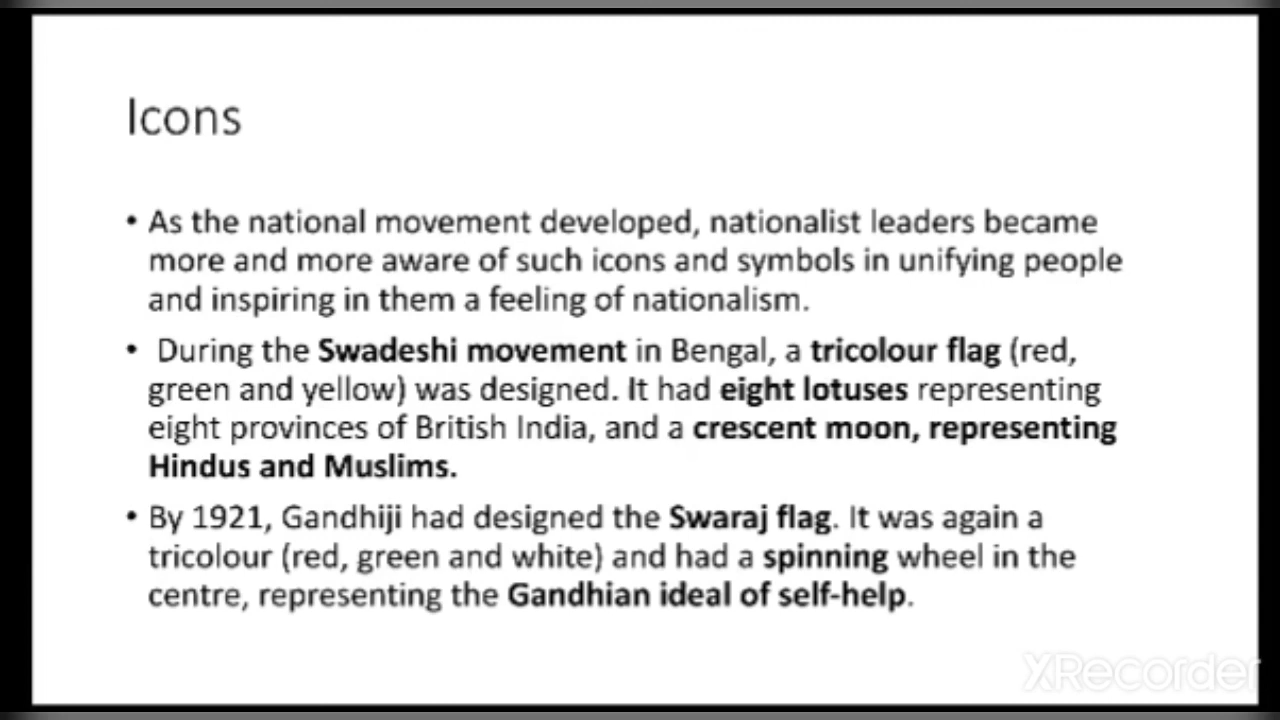 Icons
• As the national movement developed, nationalist leaders became
more and more aware of such icons and symbols in unifying people
and inspiring in them a feeling of nationalism.
• During the Swadeshi movement in Bengal, a tricolour flag (red,
green and yellow) was designed. It had eight lotuses representing
eight provinces of British India, and a crescent moon, representing
Hindus and Muslims.
• By 1921, Gandhiji had designed the Swaraj flag. It was again a
tricolour (red, green and white) and had a spinning wheel in the
centre, representing the Gandhian ideal of self-help.
XRecorder